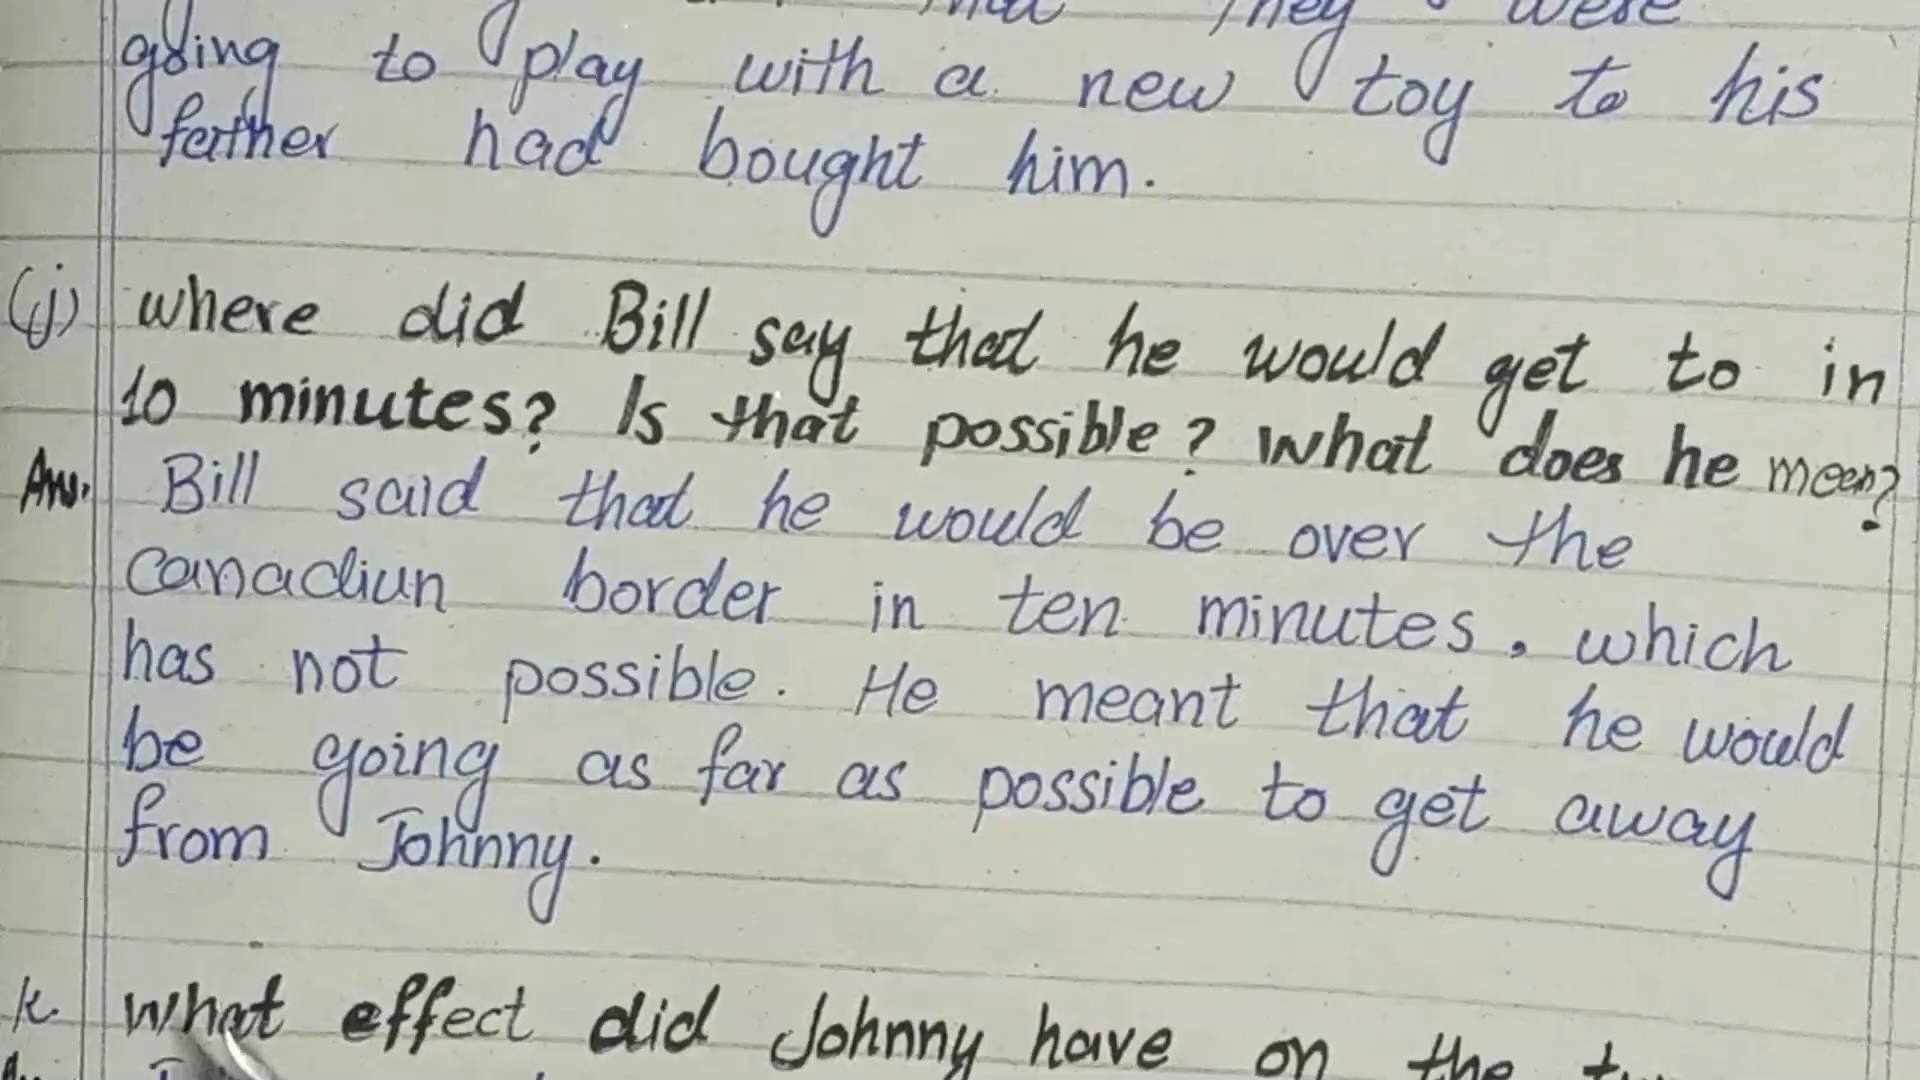 They were
going to play with a new toy to his
father had bought him.
(j) where did Bill say that he would get to in
10 minutes? Is that possible? What does he mean?
Ans. Bill said that he would be over the
Canadiun border in ten minutes, which
has not possible. He meant that he would
be going as far as possible to get away
from Johnny.
k. What effect did Johnny have on the